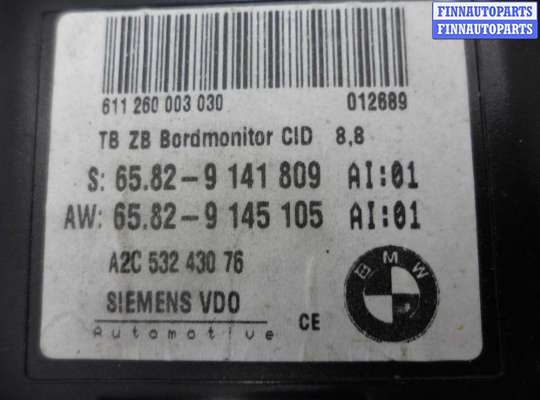 FINNAUTOPARTS
FINNAUTOPARTS
611 260 003 030 012689
TB ZB Bordmonitor CID 8,8
S: 65.82-9 141 809 AI:01
AW: 65.82-9 145 105 AI:01
A2C 532 430 76
BMW
SIEMENS VDO
Automotive
CE